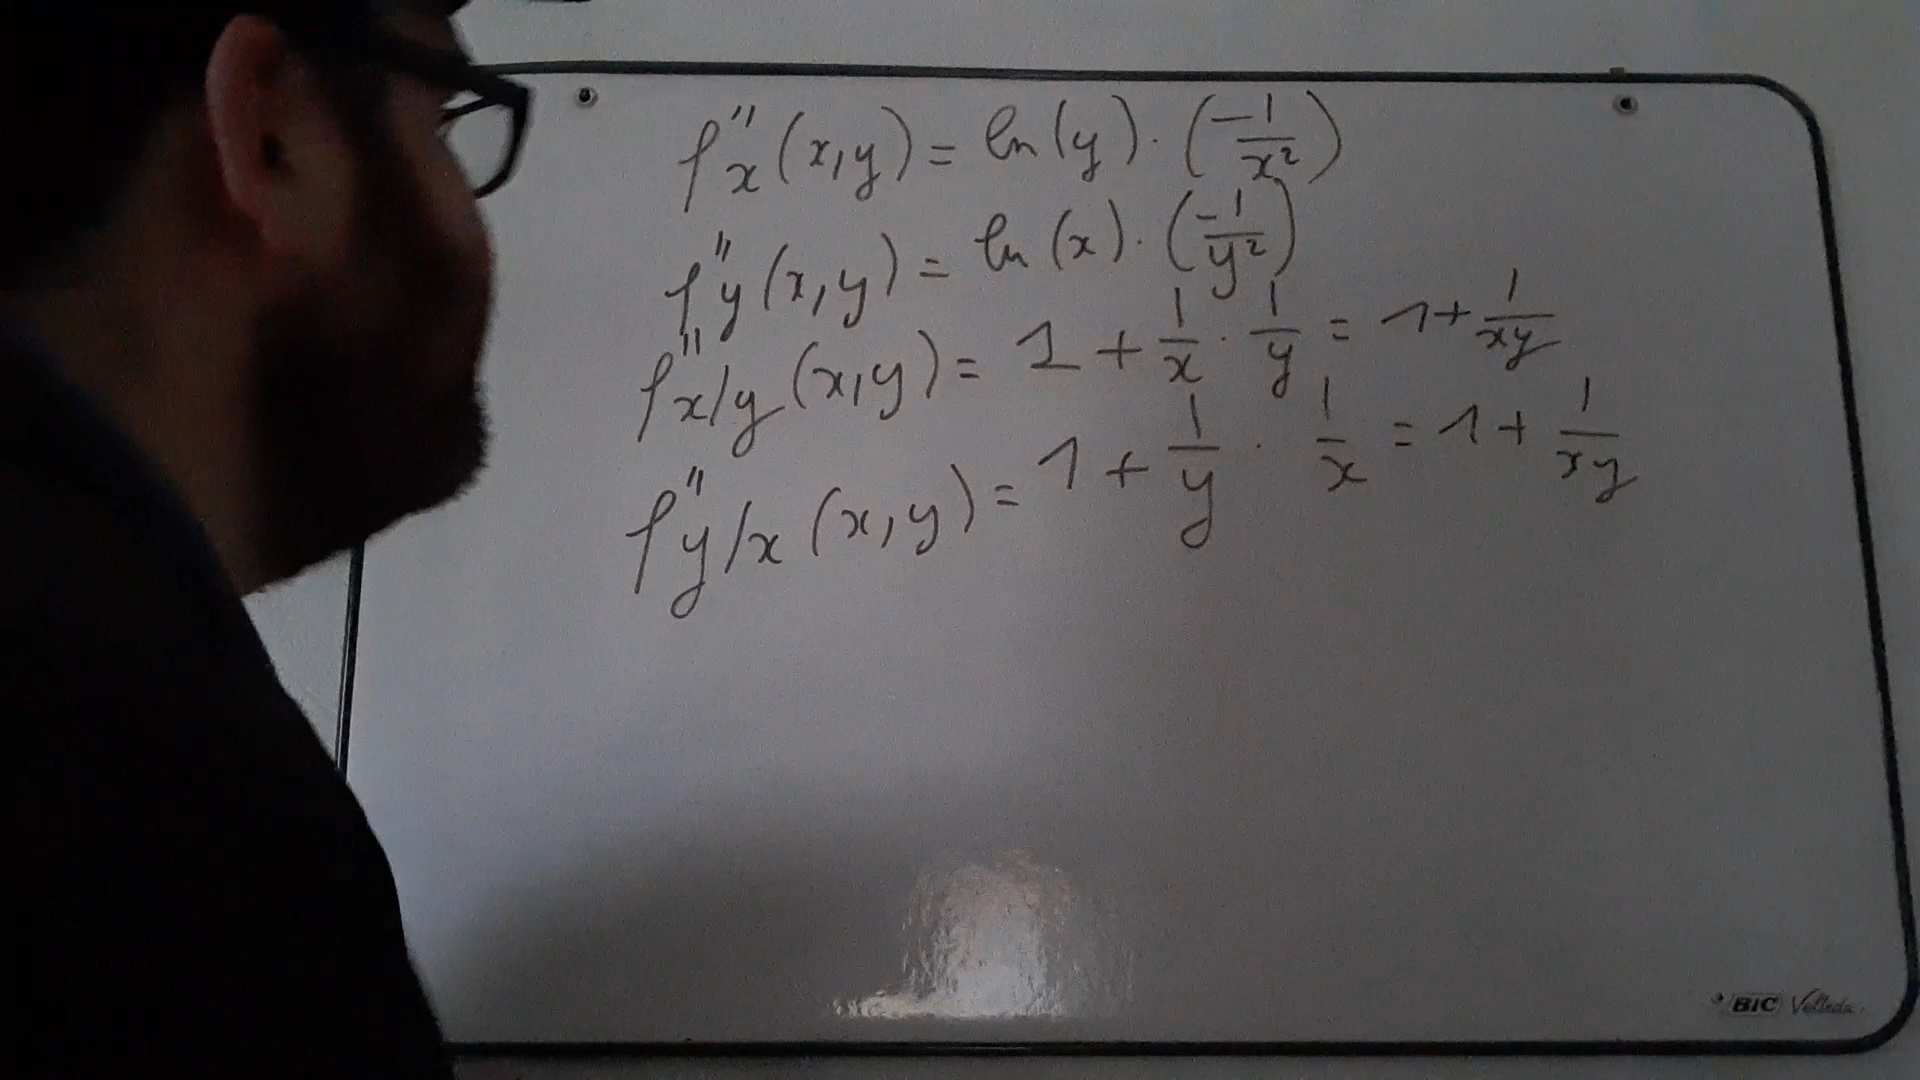 f''x(x,y) = ln(y)·(-1/x²)
f''y(x,y) = ln(x)·(-1/y²)
f''x/y(x,y) = 1 + 1/x · 1/y = 1 + 1/xy
f''y/x(x,y) = 1 + 1/y · 1/x = 1 + 1/xy
BIC Velleda